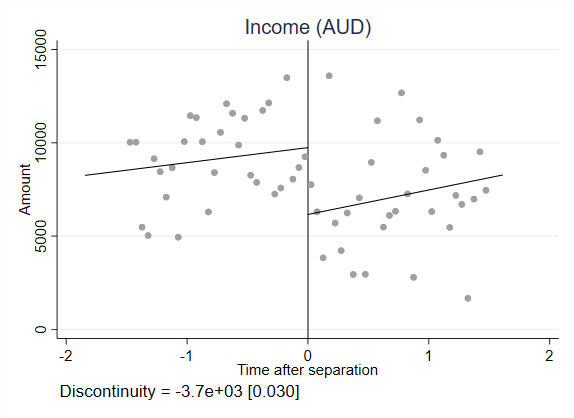 Income (AUD)
15000
10000
5000
0
Amount
-2 -1 0 1 2
Time after separation
Discontinuity = -3.7e+03 [0.030]